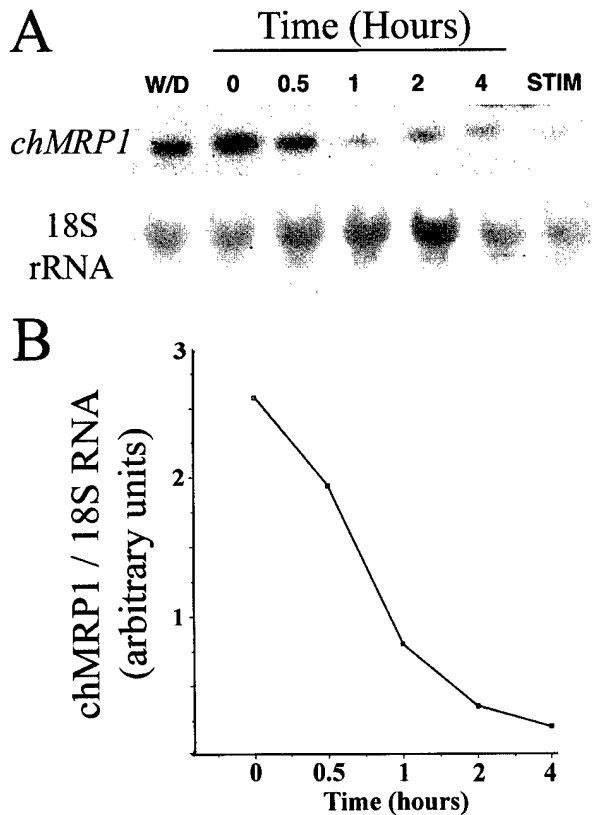 A
Time (Hours)
W/D 0 0.5 1 2 4 STIM
chMRP1
18S
rRNA
B
chMRP1 / 18S RNA
(arbitrary units)
3
2
1
0 0.5 1 2 4
Time (hours)